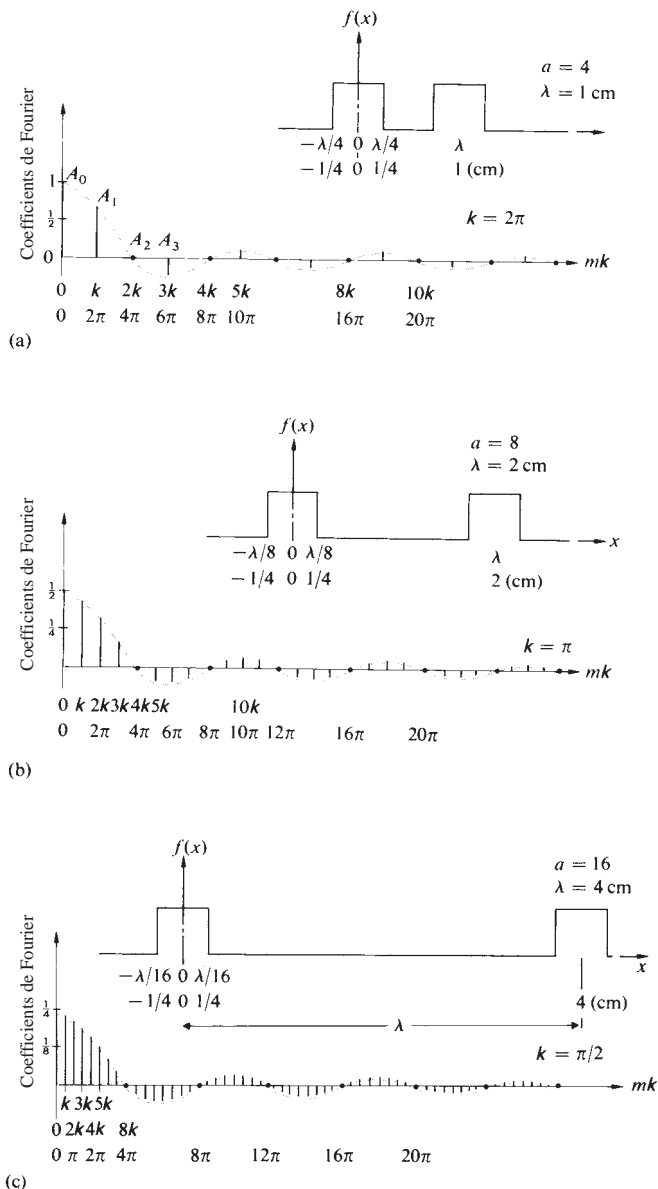 f(x)
a = 4
λ = 1 cm
Coefficients de Fourier
1
A₀
A₁
1/2
−λ/4 0 λ/4 λ
−1/4 0 1/4 1 (cm)
A₂ A₃
k = 2π
0
mk
0 k 2k 3k 4k 5k 8k 10k
0 2π 4π 6π 8π 10π 16π 20π
(a)
f(x)
a = 8
λ = 2 cm
x
Coefficients de Fourier
−λ/8 0 λ/8 λ
−1/4 0 1/4 2 (cm)
1/2
1/4
k = π
mk
0 k 2k 3k 4k 5k 10k
0 2π 4π 6π 8π 10π 12π 16π 20π
(b)
f(x)
a = 16
λ = 4 cm
x
Coefficients de Fourier
−λ/16 0 λ/16
−1/4 0 1/4 4 (cm)
1/4
λ
1/8
k = π/2
mk
k 3k 5k
0 2k 4k 8k
0 π 2π 4π 8π 12π 16π 20π
(c)